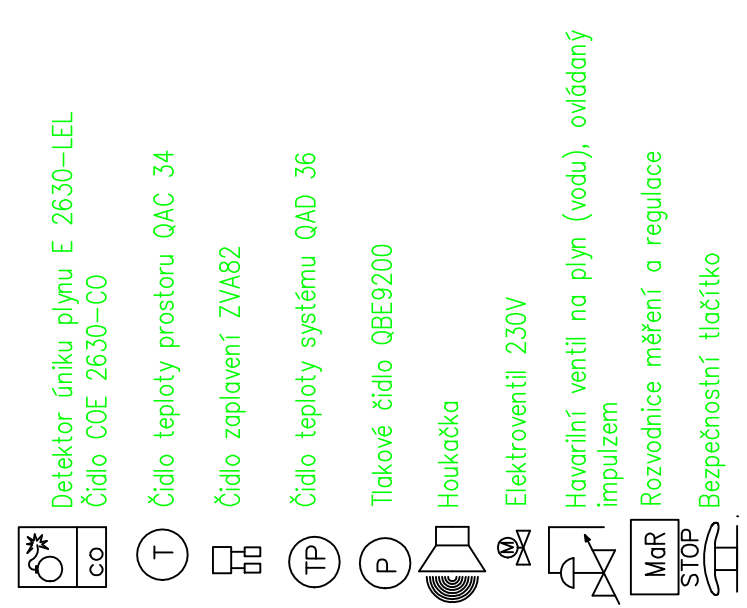 CO
Detektor úniku plynu E 2630-LEL
Čidlo COE 2630-CO
T
Čidlo teploty prostoru QAC 34
Čidlo zaplavení ZVA82
TP
Čidlo teploty systému QAD 36
P
Tlakové čidlo QBE9200
Houkačka
M
Elektroventil 230V
Havarilní ventil na plyn (vodu), ovládaný
impulzem
MaR
Rozvodnice měření a regulace
STOP
Bezpečnostní tlačítko